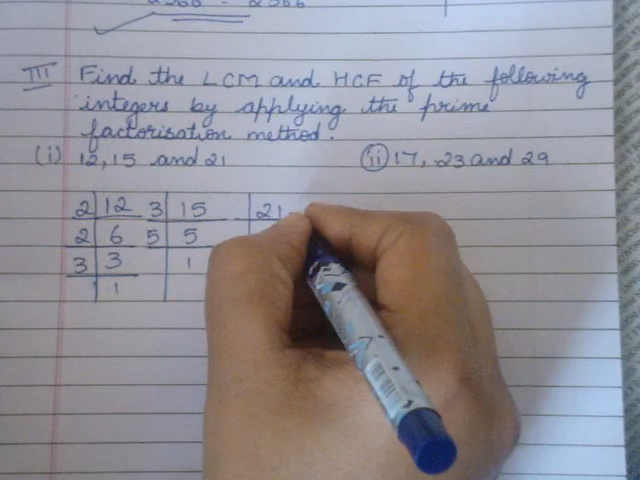 2366 = 2366
III Find the LCM and HCF of the following
integers by applying the prime
factorisation method.
(i) 12, 15 and 21 (ii) 17, 23 and 29
2 12 3 15 21
2 6 5 5
3 3 1
1